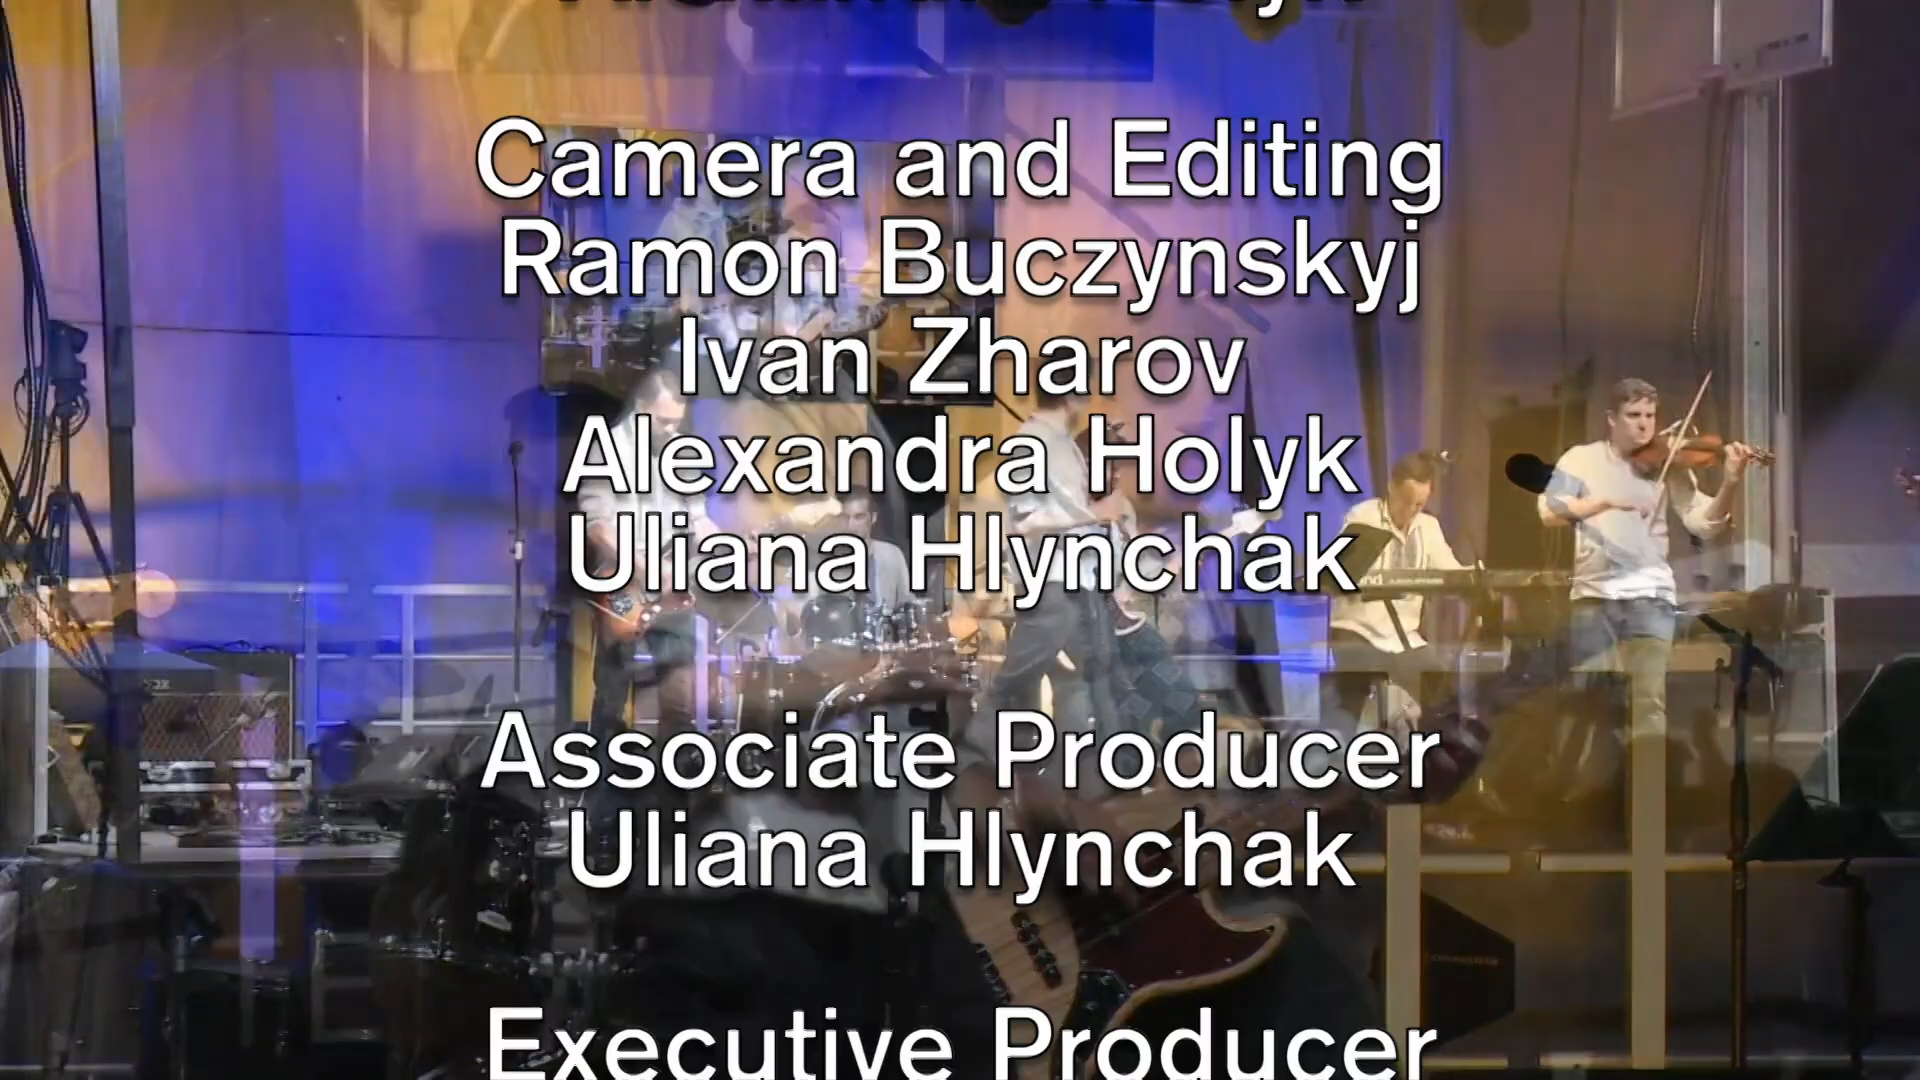 Camera and Editing
Ramon Buczynskyj
Ivan Zharov
Alexandra Holyk
Uliana Hlynchak
Associate Producer
Uliana Hlynchak
Executive Producer